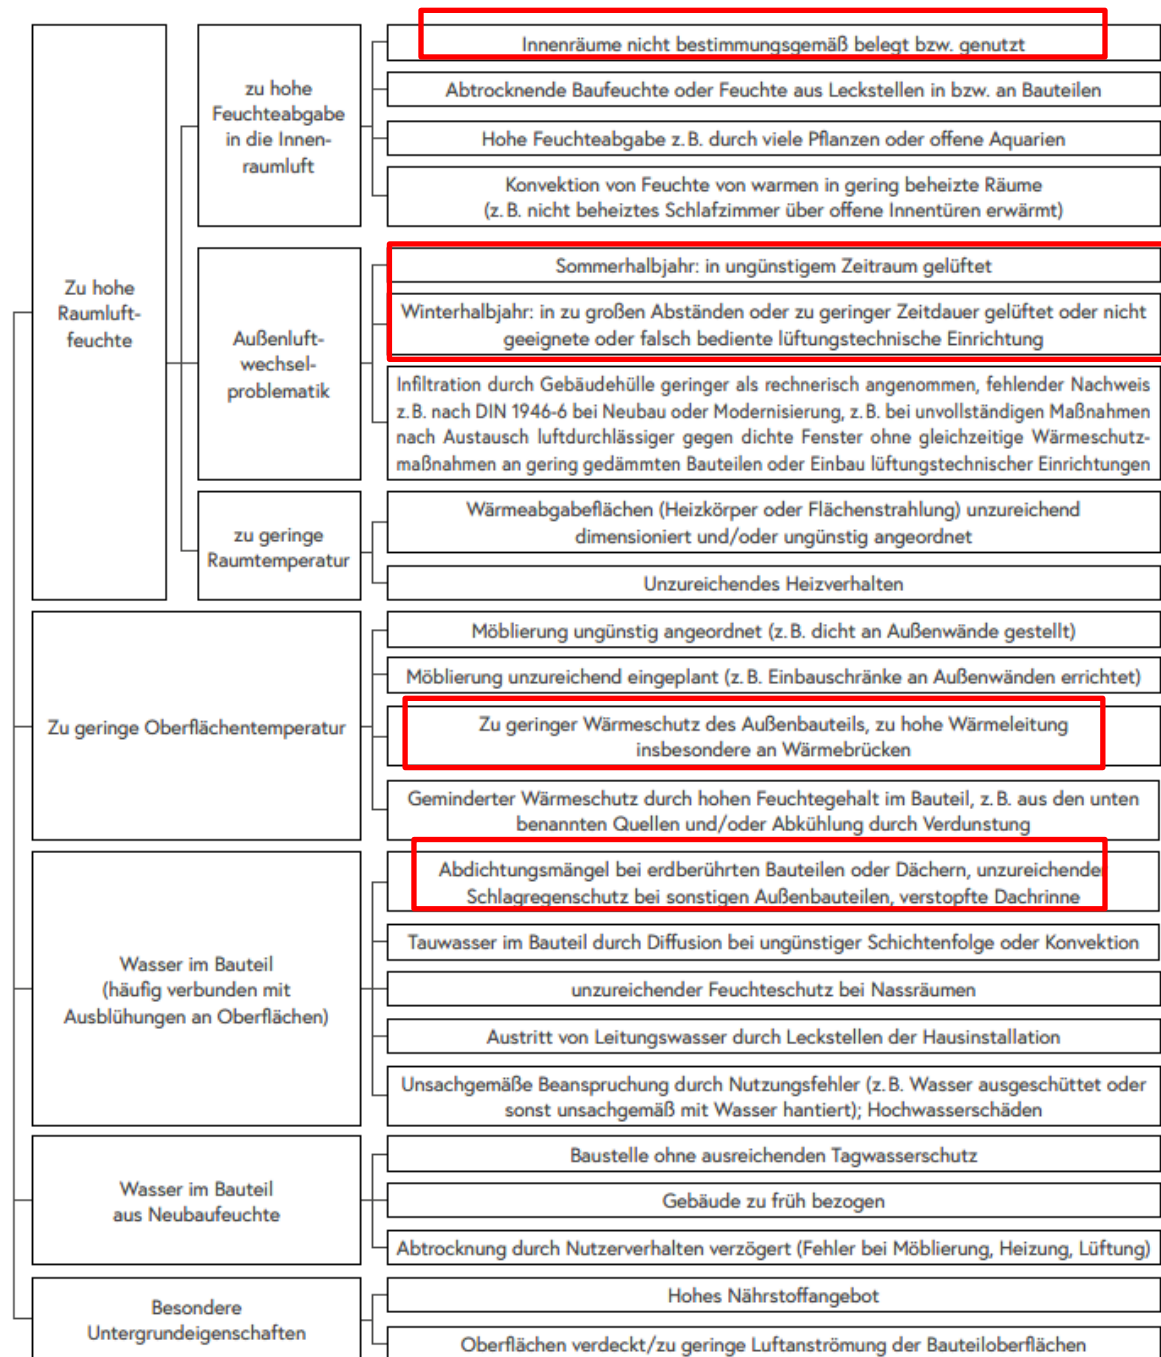 Zu hohe
Raumluft-
feuchte
zu hohe
Feuchteabgabe
in die Innen-
raumluft
Innenräume nicht bestimmungsgemäß belegt bzw. genutzt
Abtrocknende Baufeuchte oder Feuchte aus Leckstellen in bzw. an Bauteilen
Hohe Feuchteabgabe z. B. durch viele Pflanzen oder offene Aquarien
Konvektion von Feuchte von warmen in gering beheizte Räume
(z. B. nicht beheiztes Schlafzimmer über offene Innentüren erwärmt)
Außenluft-
wechsel-
problematik
Sommerhalbjahr: in ungünstigem Zeitraum gelüftet
Winterhalbjahr: in zu großen Abständen oder zu geringer Zeitdauer gelüftet oder nicht
geeignete oder falsch bediente lüftungstechnische Einrichtung
Infiltration durch Gebäudehülle geringer als rechnerisch angenommen, fehlender Nachweis
z. B. nach DIN 1946-6 bei Neubau oder Modernisierung, z. B. bei unvollständigen Maßnahmen
nach Austausch luftdurchlässiger gegen dichte Fenster ohne gleichzeitige Wärmeschutz-
maßnahmen an gering gedämmten Bauteilen oder Einbau lüftungstechnischer Einrichtungen
zu geringe
Raumtemperatur
Wärmeabgabeflächen (Heizkörper oder Flächenstrahlung) unzureichend
dimensioniert und/oder ungünstig angeordnet
Unzureichendes Heizverhalten
Zu geringe Oberflächentemperatur
Möblierung ungünstig angeordnet (z. B. dicht an Außenwände gestellt)
Möblierung unzureichend eingeplant (z. B. Einbauschränke an Außenwänden errichtet)
Zu geringer Wärmeschutz des Außenbauteils, zu hohe Wärmeleitung
insbesondere an Wärmebrücken
Geminderter Wärmeschutz durch hohen Feuchtegehalt im Bauteil, z. B. aus den unten
benannten Quellen und/oder Abkühlung durch Verdunstung
Wasser im Bauteil
(häufig verbunden mit
Ausblühungen an Oberflächen)
Abdichtungsmängel bei erdberührten Bauteilen oder Dächern, unzureichender
Schlagregenschutz bei sonstigen Außenbauteilen, verstopfte Dachrinne
Tauwasser im Bauteil durch Diffusion bei ungünstiger Schichtenfolge oder Konvektion
unzureichender Feuchteschutz bei Nassräumen
Austritt von Leitungswasser durch Leckstellen der Hausinstallation
Unsachgemäße Beanspruchung durch Nutzungsfehler (z. B. Wasser ausgeschüttet oder
sonst unsachgemäß mit Wasser hantiert); Hochwasserschäden
Wasser im Bauteil
aus Neubaufeuchte
Baustelle ohne ausreichenden Tagwasserschutz
Gebäude zu früh bezogen
Abtrocknung durch Nutzerverhalten verzögert (Fehler bei Möblierung, Heizung, Lüftung)
Besondere
Untergrundeigenschaften
Hohes Nährstoffangebot
Oberflächen verdeckt/zu geringe Luftanströmung der Bauteiloberflächen